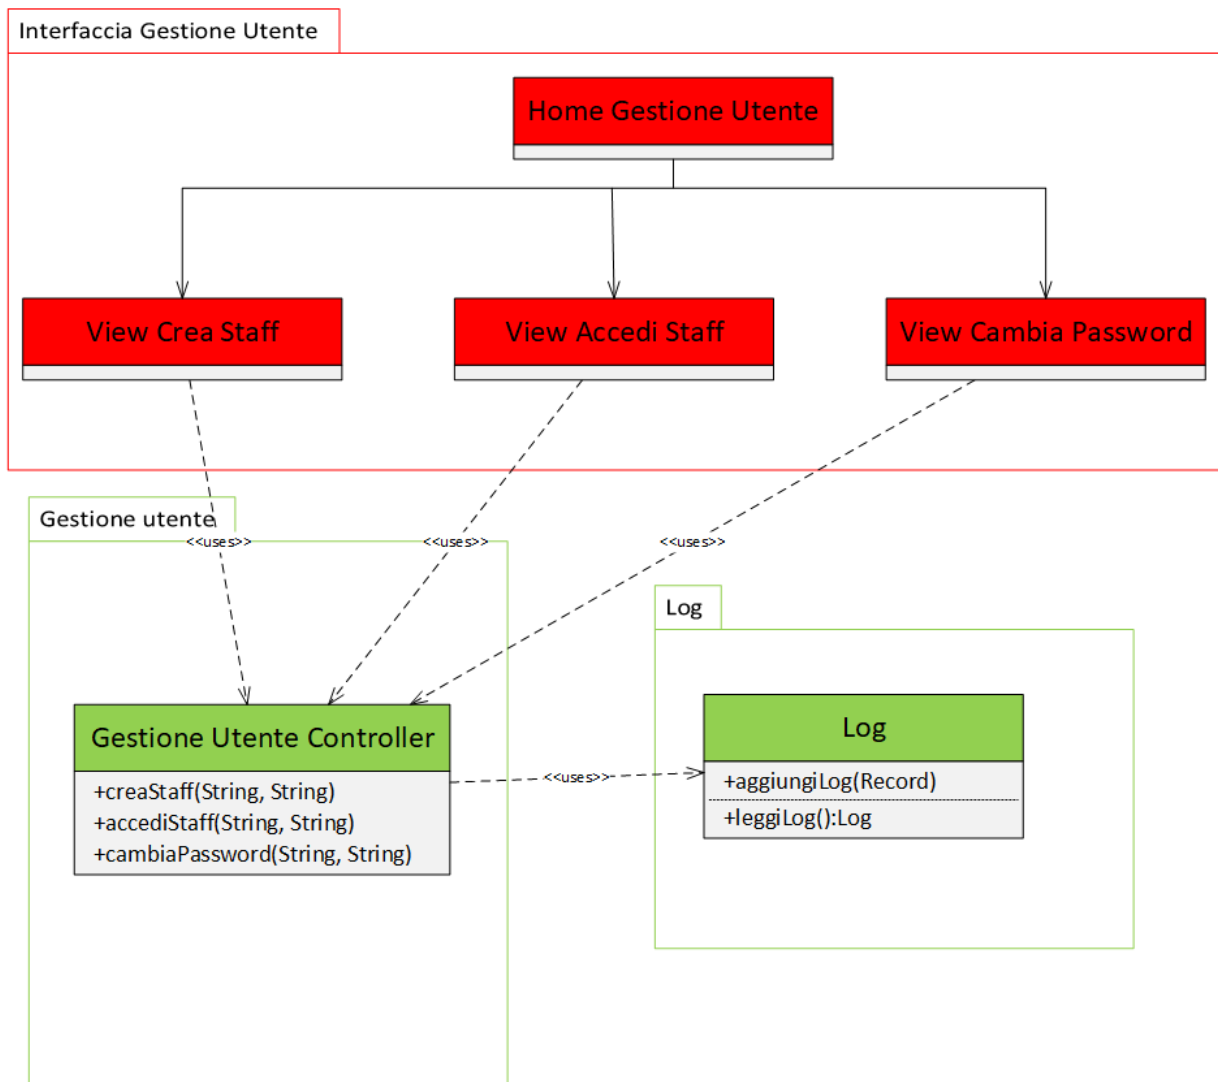 Interfaccia Gestione Utente
Home Gestione Utente
View Crea Staff
View Accedi Staff
View Cambia Password
Gestione utente
<<uses>>
<<uses>>
<<uses>>
Log
Gestione Utente Controller
+creaStaff(String, String)
+accediStaff(String, String)
+cambiaPassword(String, String)
<<uses>>
Log
+aggiungiLog(Record)
+leggiLog():Log